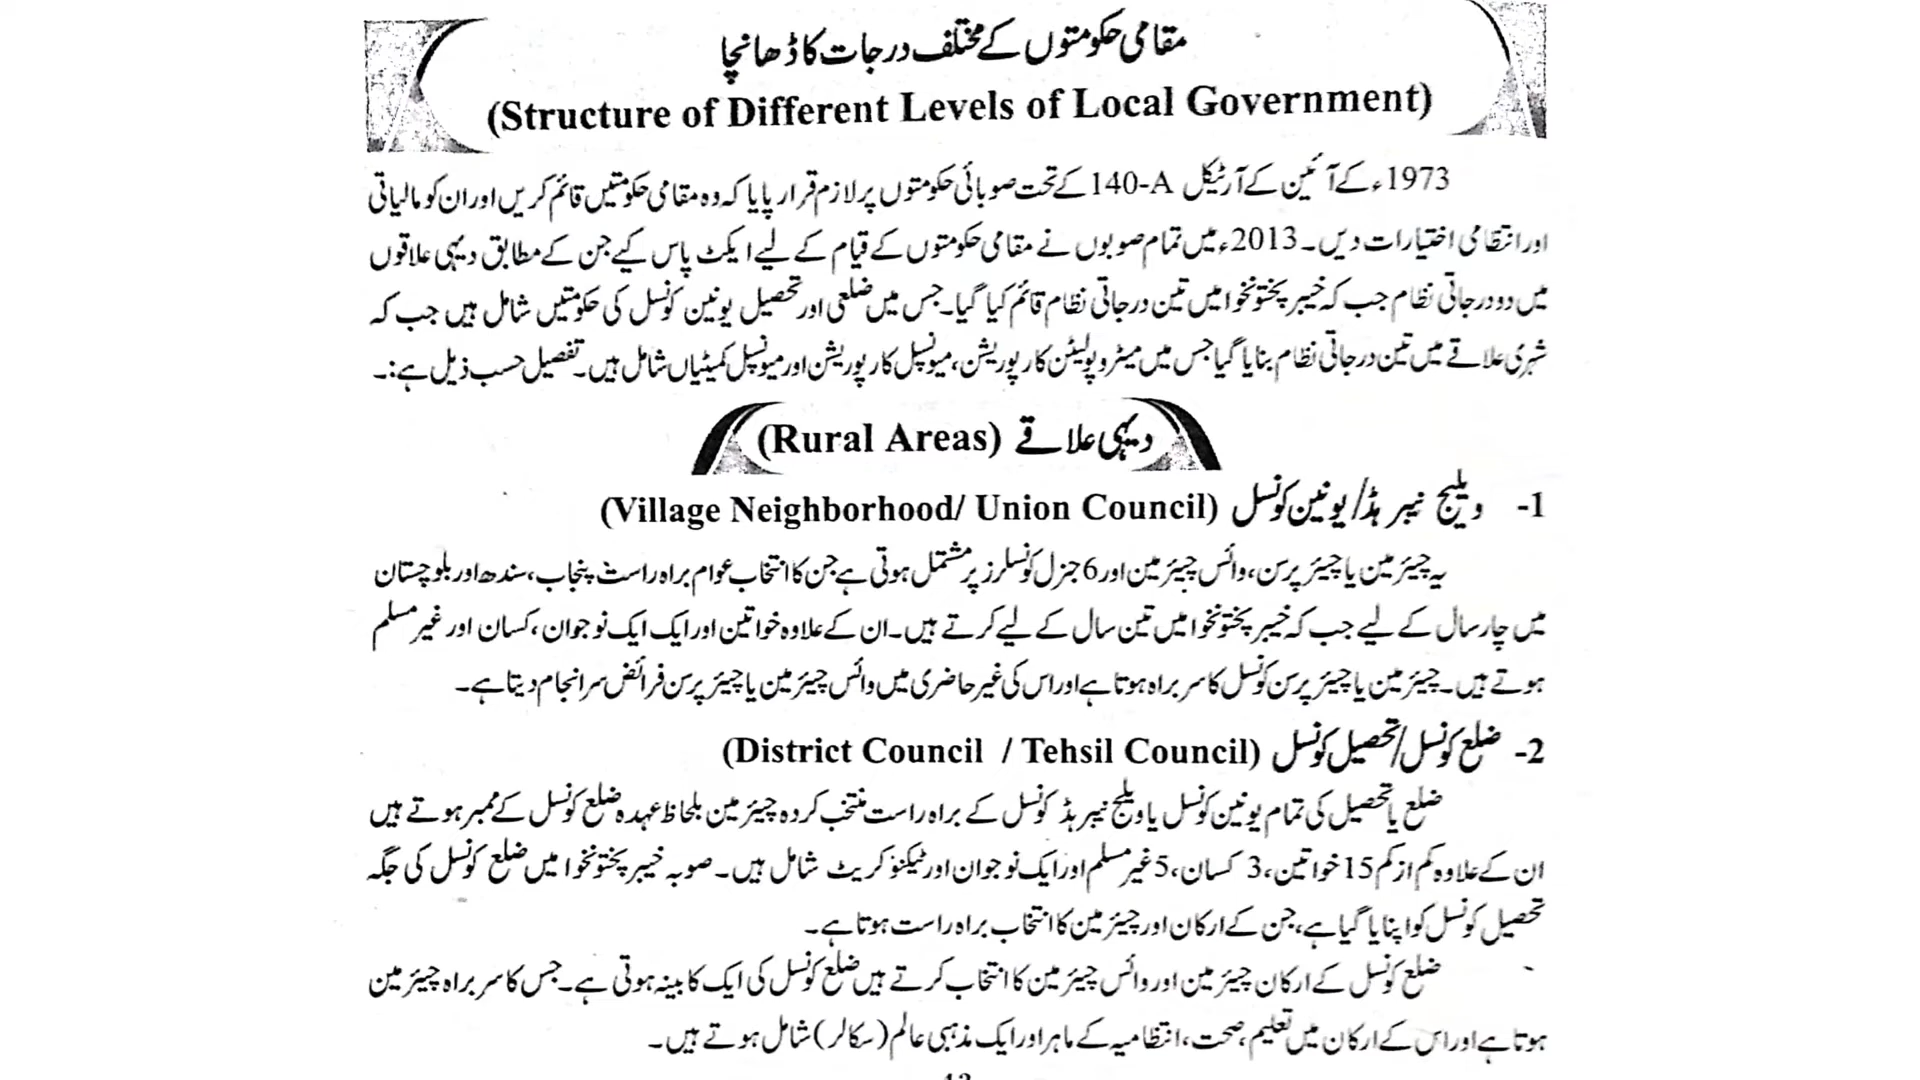 مقامی حکومتوں کے مختلف درجات کا ڈھانچا
(Structure of Different Levels of Local Government)
1973ء کے آئین کے آرٹیکل 140-A کے تحت صوبائی حکومتوں پر لازم قرار پایا کہ وہ مقامی حکومتیں قائم کریں اور ان کو مالیاتی
اور انتظامی اختیارات دیں۔ 2013ء میں تمام صوبوں نے مقامی حکومتوں کے قیام کے لیے ایکٹ پاس کیے جن کے مطابق دیہی علاقوں
میں دو درجاتی نظام جب کہ خیبر پختونخوا میں تین درجاتی نظام قائم کیا گیا۔ جس میں ضلعی اور تحصیل یونین کونسل کی حکومتیں شامل ہیں جب کہ
شہری علاقے میں تین درجاتی نظام بنایا گیا جس میں میٹرو پولیٹن کارپوریشن، میونسپل کارپوریشن اور میونسپل کمیٹیاں شامل ہیں۔ تفصیل حسب ذیل ہے:۔
دیہی علاقے (Rural Areas)
1- ویلیج نیبر ہڈ/ یونین کونسل (Village Neighborhood/ Union Council)
یہ چیئرمین یا چیئر پرسن، وائس چیئرمین اور 6 جنرل کونسلرز پر مشتمل ہوتی ہے جن کا انتخاب عوام براہ راست پنجاب، سندھ اور بلوچستان
میں چار سال کے لیے جب کہ خیبر پختونخوا میں تین سال کے لیے کرتے ہیں۔ ان کے علاوہ خواتین اور ایک ایک نوجوان، کسان اور غیر مسلم
ہوتے ہیں۔ چیئرمین یا چیئر پرسن کونسل کا سربراہ ہوتا ہے اور اس کی غیر حاضری میں وائس چیئرمین یا چیئر پرسن فرائض سرانجام دیتا ہے۔
2- ضلع کونسل/تحصیل کونسل (District Council / Tehsil Council)
ضلع یا تحصیل کی تمام یونین کونسل یا ویلج نیبر ہڈ کونسل کے براہ راست منتخب کردہ چیئرمین بلحاظ عہدہ ضلع کونسل کے ممبر ہوتے ہیں
ان کے علاوہ کم از کم 15 خواتین، 3 کسان، 5 غیر مسلم اور ایک نوجوان اور ٹیکنوکریٹ شامل ہیں۔ صوبہ خیبر پختونخوا میں ضلع کونسل کی جگہ
تحصیل کونسل کو اپنایا گیا ہے، جن کے ارکان اور چیئرمین کا انتخاب براہ راست ہوتا ہے۔
ضلع کونسل کے ارکان چیئرمین اور وائس چیئرمین کا انتخاب کرتے ہیں ضلع کونسل کی ایک کابینہ ہوتی ہے۔ جس کا سربراہ چیئرمین
ہوتا ہے اور اس کے ارکان میں تعلیم، صحت، انتظامیہ کے ماہر اور ایک مذہبی عالم (سکالر) شامل ہوتے ہیں۔